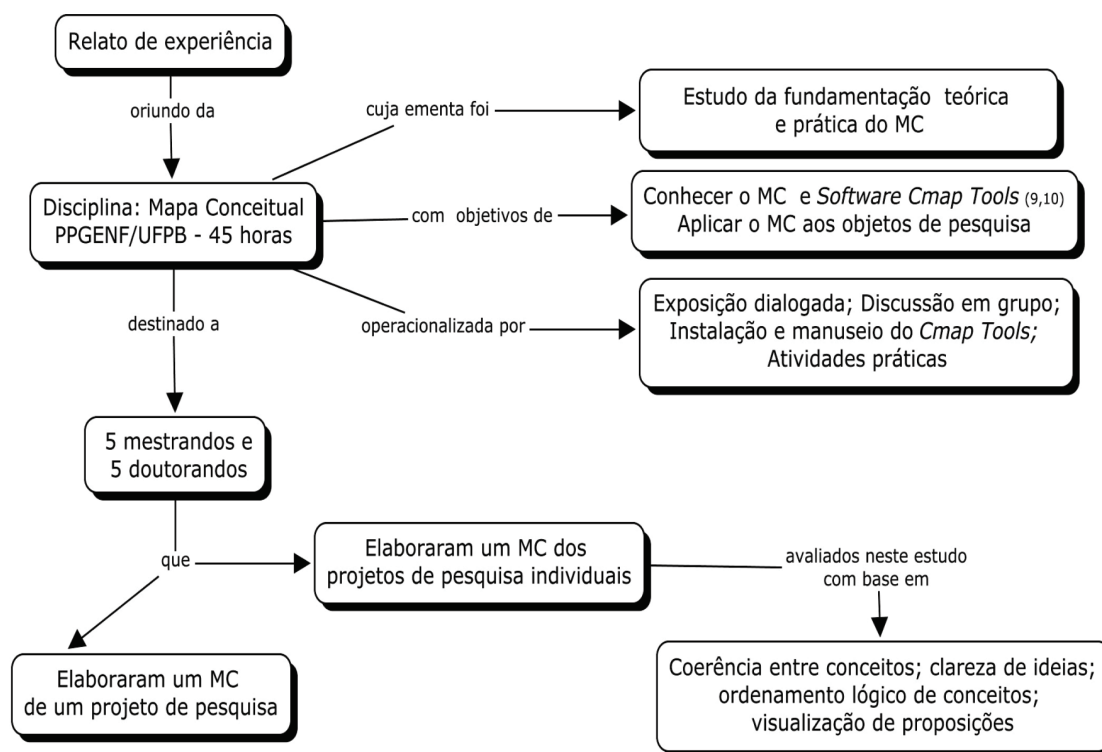 Relato de experiência
oriundo da
cuja ementa foi
Estudo da fundamentação teórica
e prática do MC
Disciplina: Mapa Conceitual
PPGENF/UFPB - 45 horas
com objetivos de
Conhecer o MC e Software Cmap Tools (9,10)
Aplicar o MC aos objetos de pesquisa
destinado a
operacionalizada por
Exposição dialogada; Discussão em grupo;
Instalação e manuseio do Cmap Tools;
Atividades práticas
5 mestrandos e
5 doutorandos
que
Elaboraram um MC dos
projetos de pesquisa individuais
avaliados neste estudo
com base em
Elaboraram um MC
de um projeto de pesquisa
Coerência entre conceitos; clareza de ideias;
ordenamento lógico de conceitos;
visualização de proposições